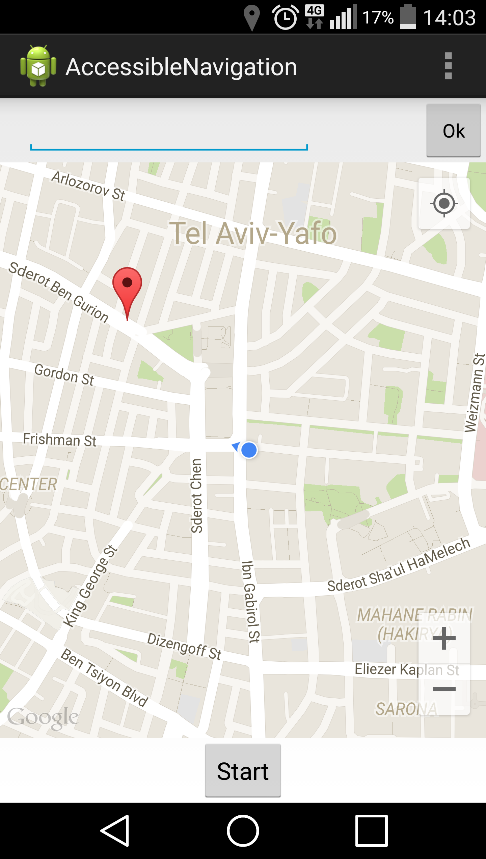 4G 17% 14:03
AccessibleNavigation
Ok
Arlozorov St
Tel Aviv-Yafo
Sderot Ben Gurion
Gordon St
Weizmann St
Frishman St
CENTER
Sderot Chen
King George St
Ibn Gabirol St
Sderot Sha'ul HaMelech
MAHANE RABIN
(HAKIRY
Dizengoff St
Ben Tsiyon Blvd
Eliezer Kaplan St
SARONA
Google
Start